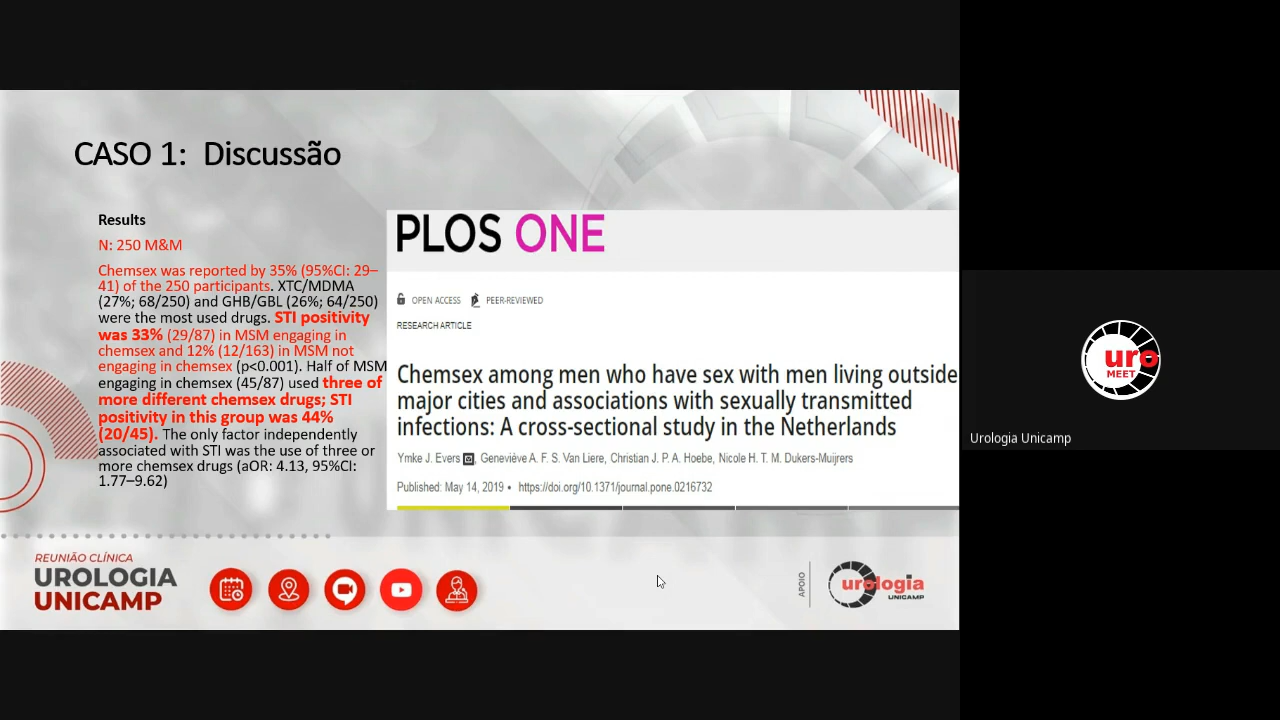 CASO 1: Discussão
Results
N: 250 M&M
Chemsex was reported by 35% (95%CI: 29–
41) of the 250 participants. XTC/MDMA
(27%; 68/250) and GHB/GBL (26%; 64/250)
were the most used drugs. STI positivity
was 33% (29/87) in MSM engaging in
chemsex and 12% (12/163) in MSM not
engaging in chemsex (p<0.001). Half of MSM
engaging in chemsex (45/87) used three of
more different chemsex drugs; STI
positivity in this group was 44%
(20/45). The only factor independently
associated with STI was the use of three or
more chemsex drugs (aOR: 4.13, 95%CI:
1.77–9.62)
PLOS ONE
OPEN ACCESS PEER-REVIEWED
RESEARCH ARTICLE
Chemsex among men who have sex with men living outside
major cities and associations with sexually transmitted
infections: A cross-sectional study in the Netherlands
Ymke J. Evers, Geneviève A. F. S. Van Liere, Christian J. P. A. Hoebe, Nicole H. T. M. Dukers-Muijrers
Published: May 14, 2019 • https://doi.org/10.1371/journal.pone.0216732
REUNIÃO CLÍNICA
UROLOGIA
UNICAMP
APOIO
urologia
UNICAMP
uro
MEET
Urologia Unicamp